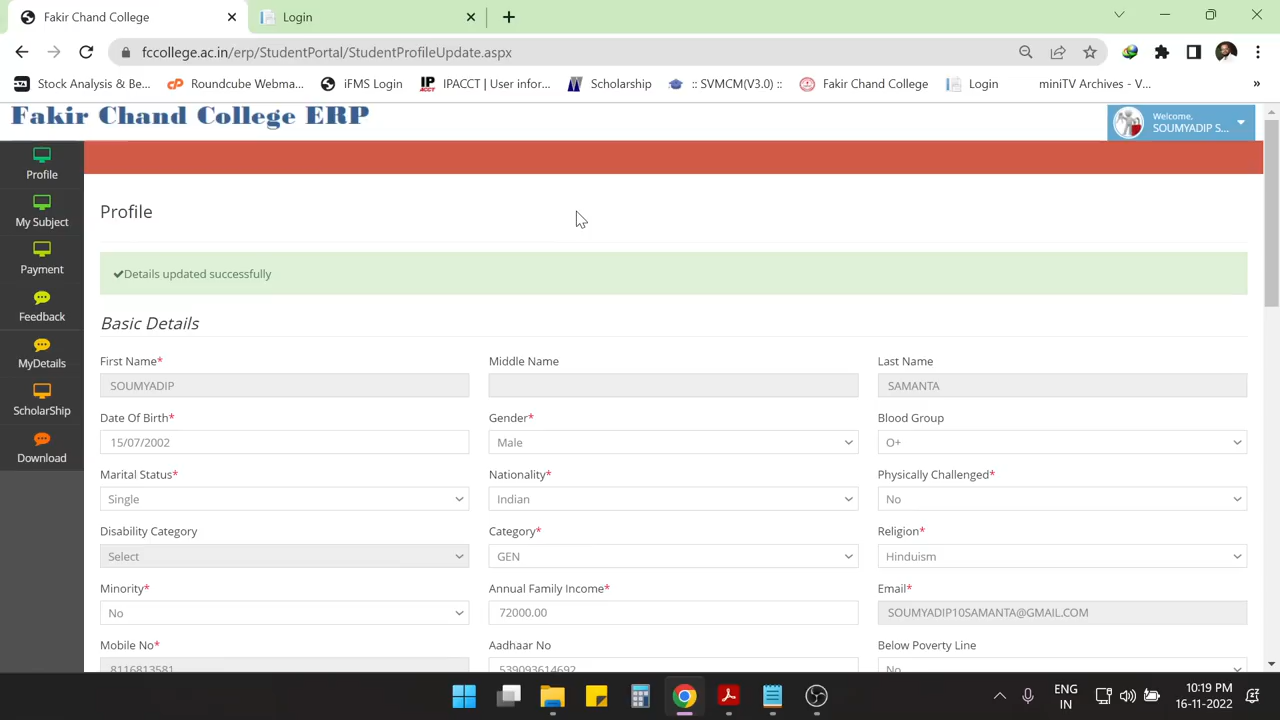 Fakir Chand College
Login
fccollege.ac.in/erp/StudentPortal/StudentProfileUpdate.aspx
Stock Analysis & Be...
Roundcube Webma...
iFMS Login
IPACCT | User infor...
Scholarship
:: SVMCM(V3.0) ::
Fakir Chand College
Login
miniTV Archives - V...
»
Fakir Chand College ERP
Welcome,
SOUMYADIP S...
Profile
My Subject
Payment
Feedback
MyDetails
ScholarShip
Download
Profile
Details updated successfully
Basic Details
First Name* Middle Name Last Name
SOUMYADIP SAMANTA
Date Of Birth* Gender* Blood Group
15/07/2002 Male O+
Marital Status* Nationality* Physically Challenged*
Single Indian No
Disability Category Category* Religion*
Select GEN Hinduism
Minority* Annual Family Income* Email*
No 72000.00 SOUMYADIP10SAMANTA@GMAIL.COM
Mobile No* Aadhaar No Below Poverty Line
8116813581 539093614692 No
ENG
IN
10:19 PM
16-11-2022